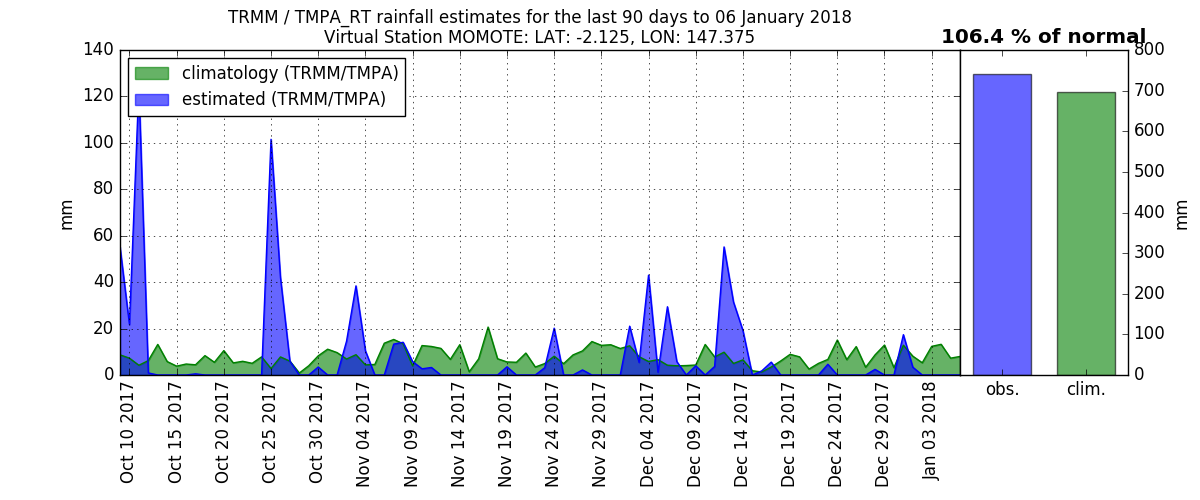 TRMM / TMPA_RT rainfall estimates for the last 90 days to 06 January 2018
Virtual Station MOMOTE: LAT: -2.125, LON: 147.375
106.4 % of normal
climatology (TRMM/TMPA)
estimated (TRMM/TMPA)
140
120
100
80
60
40
20
0
mm
Oct 10 2017
Oct 15 2017
Oct 20 2017
Oct 25 2017
Oct 30 2017
Nov 04 2017
Nov 09 2017
Nov 14 2017
Nov 19 2017
Nov 24 2017
Nov 29 2017
Dec 04 2017
Dec 09 2017
Dec 14 2017
Dec 19 2017
Dec 24 2017
Dec 29 2017
Jan 03 2018
800
700
600
500
400
300
200
100
0
mm
obs.
clim.